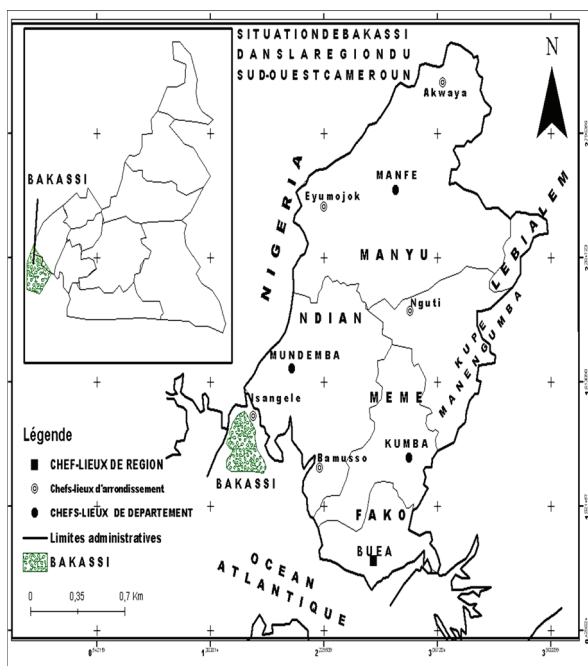 SITUATIONDEBAKASSI
DANSLAREGIONDU
SUD-OUESTCAMEROUN
N
Akwaya
BAKASSI
MANFE
Eyumojok
NIGERIA
MANYU
LEBIALEM
Nguti
NDIAN
KUPE
MANENGUMBA
MUNDEMBA
MEME
Isangele
Légende
KUMBA
CHEF-LIEUX DE REGION
Bamusso
BAKASSI
Chefs-lieux d'arrondissement
CHEFS-LIEUX DE DEPARTEMENT
FAKO
Limites administratives
BUEA
BAKASSI
OCEAN
ATLANTIQUE
0 0,35 0,7 Km